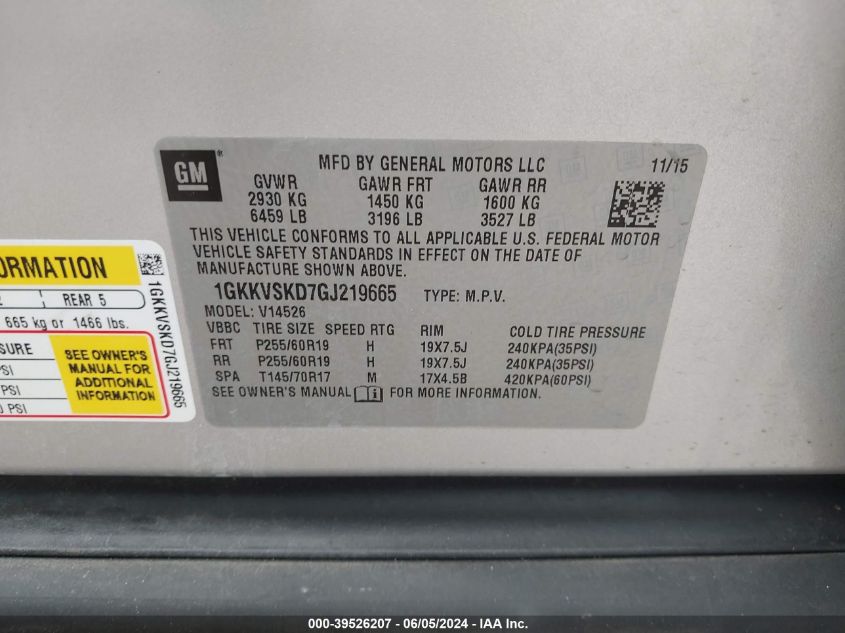 GM ®
MFD BY GENERAL MOTORS LLC 11/15
GVWR GAWR FRT GAWR RR
2930 KG 1450 KG 1600 KG
6459 LB 3196 LB 3527 LB
THIS VEHICLE CONFORMS TO ALL APPLICABLE U.S. FEDERAL MOTOR
VEHICLE SAFETY STANDARDS IN EFFECT ON THE DATE OF
MANUFACTURE SHOWN ABOVE.
1GKKVSKD7GJ219665 TYPE: M.P.V.
MODEL: V14526
VBBC TIRE SIZE SPEED RTG RIM COLD TIRE PRESSURE
FRT P255/60R19 H 19X7.5J 240KPA(35PSI)
RR P255/60R19 H 19X7.5J 240KPA(35PSI)
SPA T145/70R17 M 17X4.5B 420KPA(60PSI)
SEE OWNER'S MANUAL FOR MORE INFORMATION.
ORMATION
REAR 5
665 kg or 1466 lbs.
SURE
PSI
PSI
PSI
SEE OWNER'S
MANUAL FOR
ADDITIONAL
INFORMATION
1GKKVSKD7GJ219665
000-39526207 - 06/05/2024 - IAA Inc.